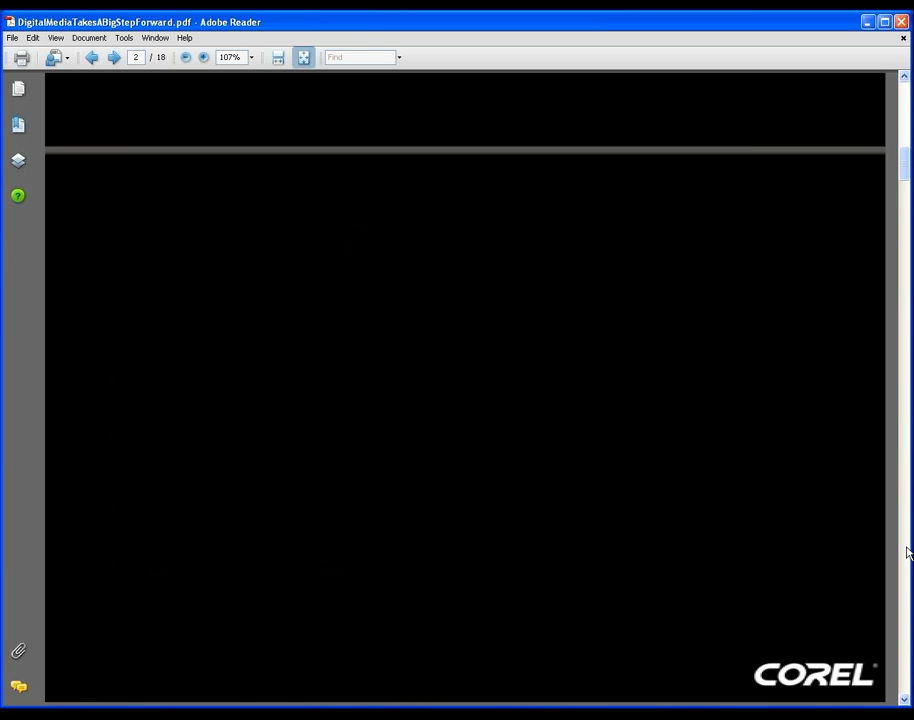 DigitalMediaTakesABigStepForward.pdf - Adobe Reader
File Edit View Document Tools Window Help
2 / 18 107% Find
?
COREL®